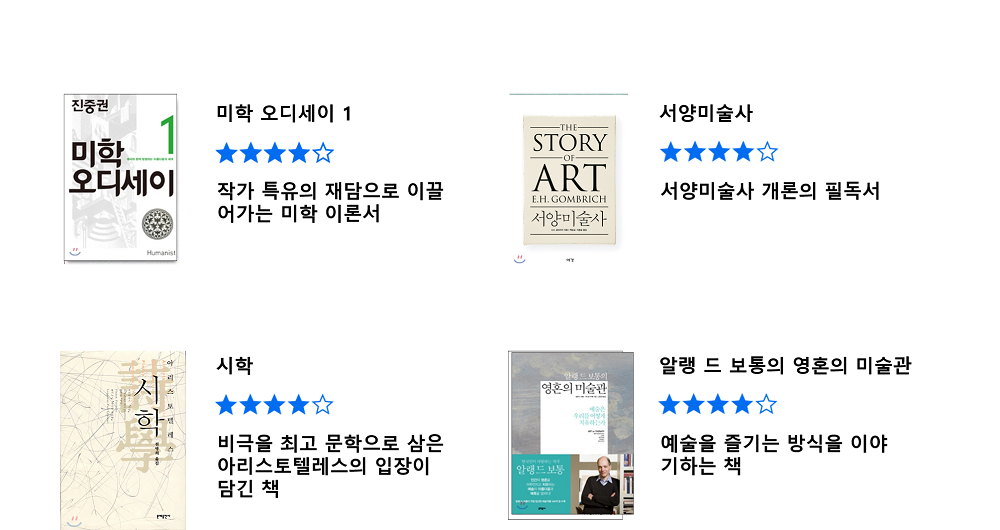 진중권
1
미학
오디세이
Humanist
미학 오디세이 1
작가 특유의 재담으로 이끌
어가는 미학 이론서
THE
STORY
OF
ART
E.H. GOMBRICH
서양미술사
예경
서양미술사
서양미술사 개론의 필독서
아리스토텔레스
詩學
시학
시학
비극을 최고 문학으로 삼은
아리스토텔레스의 입장이
담긴 책
알랭 드 보통의
영혼의 미술관
예술은
우리를 어떻게
치유하는가
알랭 드 보통
알랭 드 보통의 영혼의 미술관
예술을 즐기는 방식을 이야
기하는 책